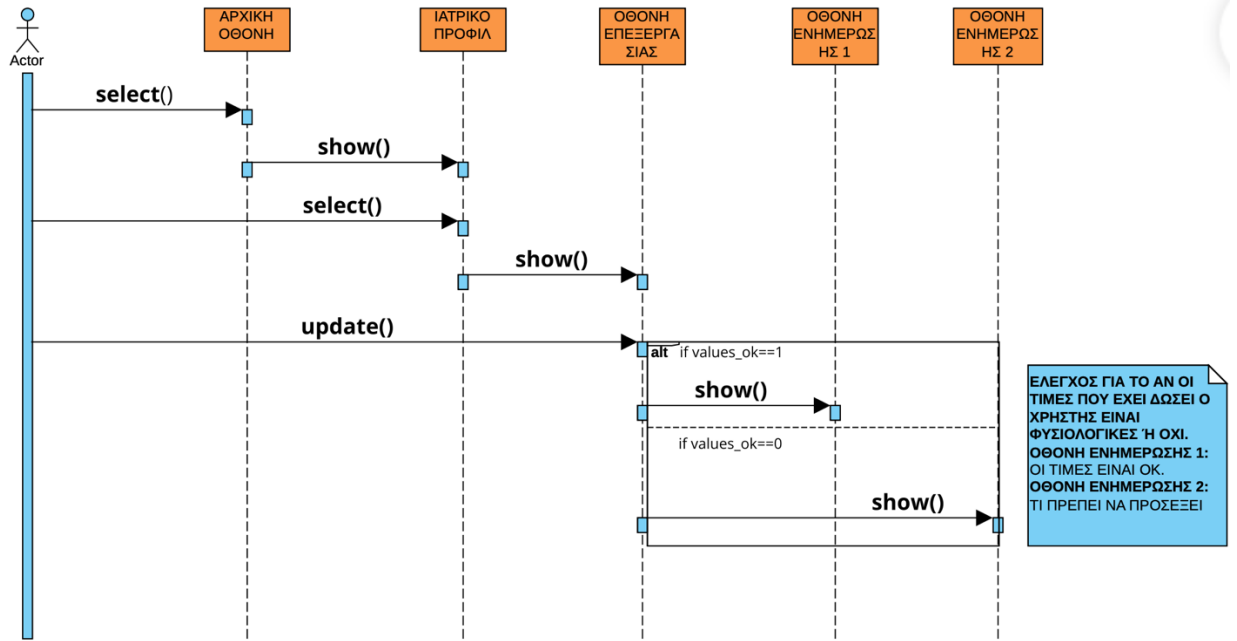 Actor
ΑΡΧΙΚΗ
ΟΘΟΝΗ
ΙΑΤΡΙΚΟ
ΠΡΟΦΙΛ
ΟΘΟΝΗ
ΕΠΕΞΕΡΓΑ
ΣΙΑΣ
ΟΘΟΝΗ
ΕΝΗΜΕΡΩΣ
ΗΣ 1
ΟΘΟΝΗ
ΕΝΗΜΕΡΩΣ
ΗΣ 2
select()
show()
select()
show()
update()
alt if values_ok==1
show()
if values_ok==0
show()
ΕΛΕΓΧΟΣ ΓΙΑ ΤΟ ΑΝ ΟΙ
ΤΙΜΕΣ ΠΟΥ ΕΧΕΙ ΔΩΣΕΙ Ο
ΧΡΗΣΤΗΣ ΕΙΝΑΙ
ΦΥΣΙΟΛΟΓΙΚΕΣ Ή ΟΧΙ.
ΟΘΟΝΗ ΕΝΗΜΕΡΩΣΗΣ 1:
ΟΙ ΤΙΜΕΣ ΕΙΝΑΙ ΟΚ.
ΟΘΟΝΗ ΕΝΗΜΕΡΩΣΗΣ 2:
ΤΙ ΠΡΕΠΕΙ ΝΑ ΠΡΟΣΕΞΕΙ